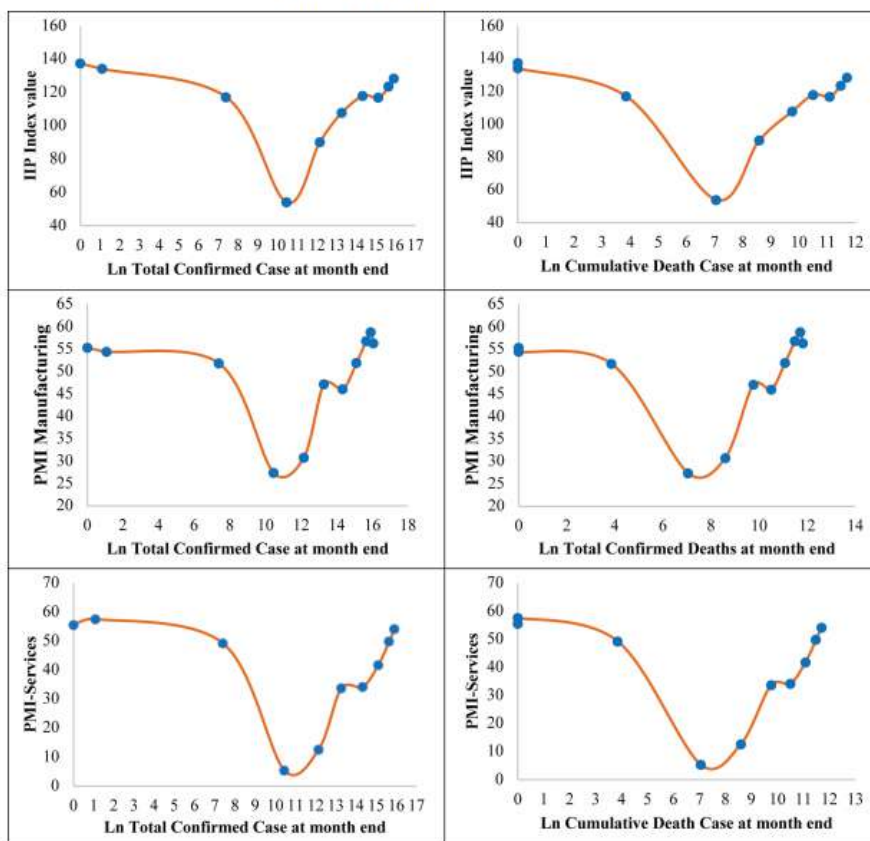 160
140
120
100
80
60
40
IIP Index value
0 1 2 3 4 5 6 7 8 9 10 11 12 13 14 15 16 17
Ln Total Confirmed Case at month end
160
140
120
100
80
60
40
IIP Index value
0 1 2 3 4 5 6 7 8 9 10 11 12
Ln Cumulative Death Case at month end
65
60
55
50
45
40
35
30
25
20
PMI Manufacturing
0 2 4 6 8 10 12 14 16 18
Ln Total Confirmed Case at month end
65
60
55
50
45
40
35
30
25
20
PMI Manufacturing
0 2 4 6 8 10 12 14
Ln Total Confirmed Deaths at month end
70
60
50
40
30
20
10
0
PMI-Services
0 1 2 3 4 5 6 7 8 9 10 11 12 13 14 15 16 17
Ln Total Confirmed Case at month end
70
60
50
40
30
20
10
0
PMI-Services
0 1 2 3 4 5 6 7 8 9 10 11 12 13
Ln Cumulative Death Case at month end